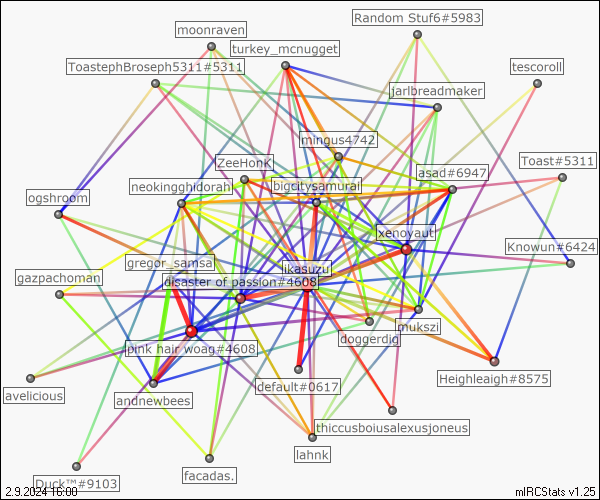 moonraven
Random Stuf6#5983
turkey_mcnugget
ToastephBroseph5311#5311
tescoroll
jarlbreadmaker
mingus4742
ZeeHonK
Toast#5311
asad#6947
neokingghidorah
bigcitysamurai
ogshroom
xenoyaut
Knowun#6424
gregor_samsa
ikasuzu
gazpachoman
disaster of passion#4608
mukszi
doggerdig
pink hair woag#4608
Heighleaigh#8575
default#0617
avelicious
andnewbees
thiccusboiusalexusjoneus
lahnk
facadas.
Duck™#9103
2.9.2024 16:00
mIRCStats v1.25